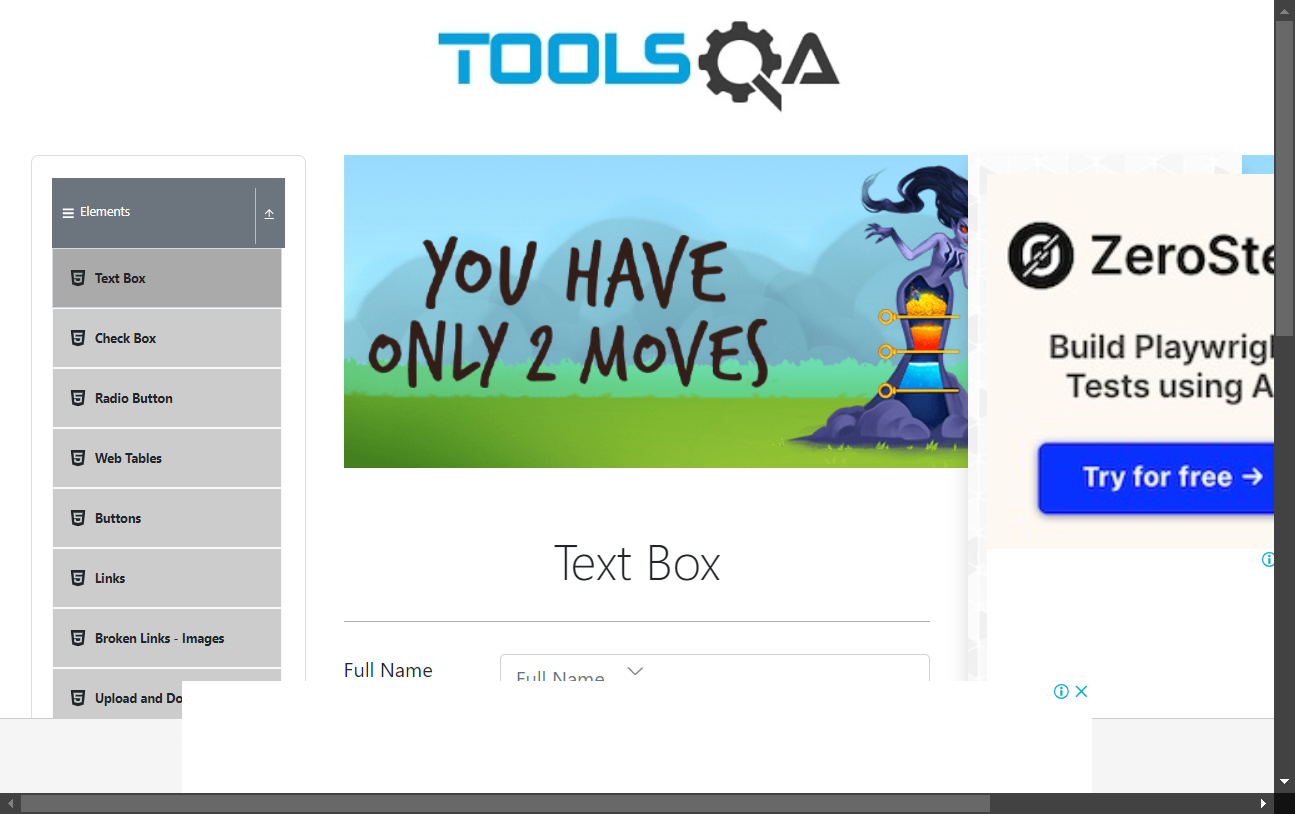 TOOLSQA
Elements
Text Box
Check Box
Radio Button
Web Tables
Buttons
Links
Broken Links - Images
Upload and Do
YOU HAVE
ONLY 2 MOVES
ZeroSte
Build Playwrig
Tests using A
Try for free →
Text Box
Full Name
Full Name